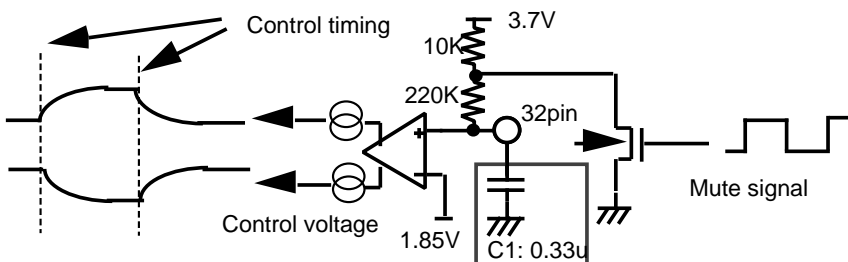 Control timing
3.7V
10K
220K
32pin
+
−
Mute signal
Control voltage
1.85V
C1: 0.33u